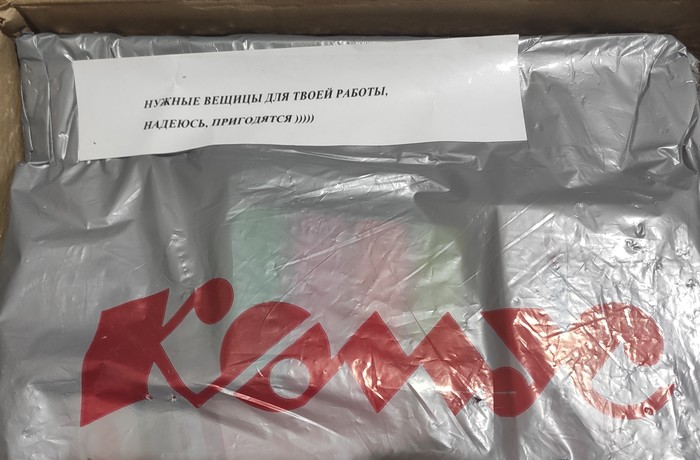 НУЖНЫЕ ВЕЩИЦЫ ДЛЯ ТВОЕЙ РАБОТЫ,
НАДЕЮСЬ, ПРИГОДЯТСЯ )))))
Комус